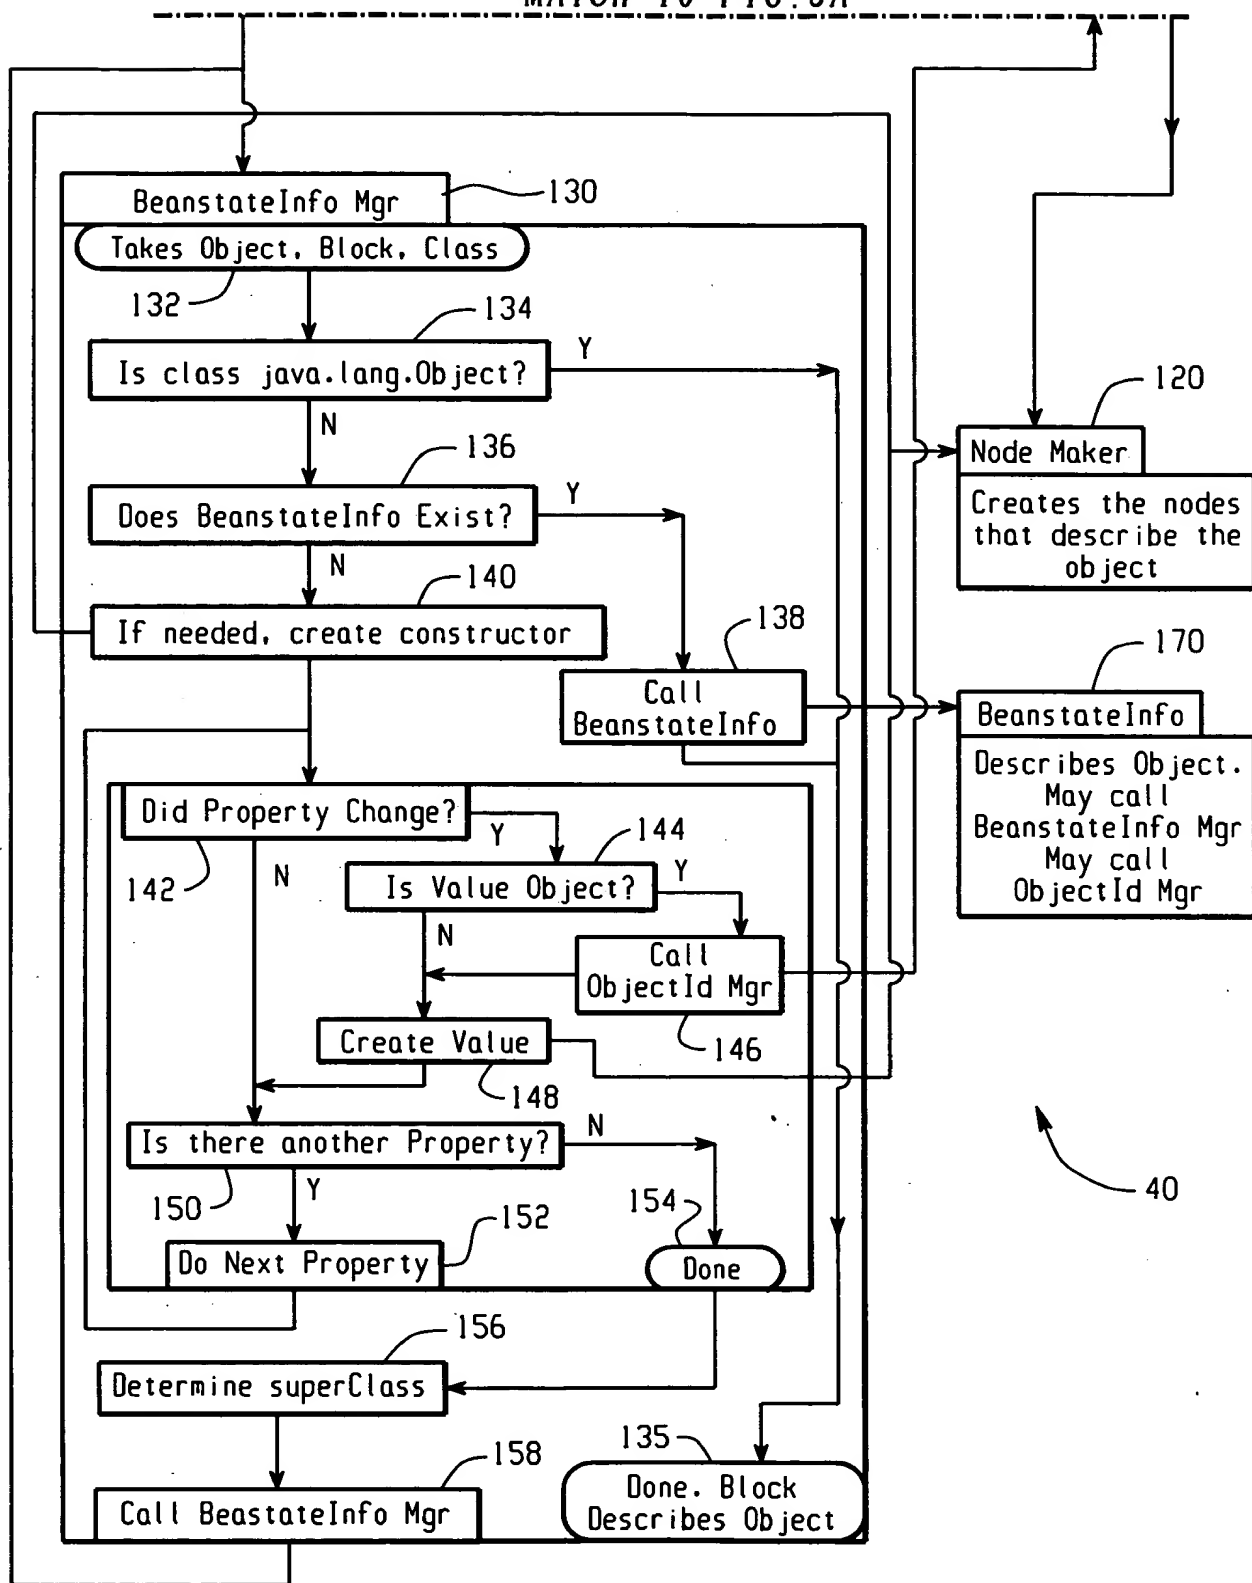 MATCH TO FIG. 3A
BeanstateInfo Mgr
130
Takes Object, Block, Class
132
134
Is class java.lang.Object?
Y
N
120
Node Maker
Creates the nodes
that describe the
object
136
Does BeanstateInfo Exist?
Y
N
140
If needed, create constructor
138
Call
BeanstateInfo
170
BeanstateInfo
Describes Object.
May call
BeanstateInfo Mgr
May call
ObjectId Mgr
Did Property Change?
Y
142
N
144
Is Value Object?
Y
N
Call
ObjectId Mgr
146
Create Value
148
Is there another Property?
N
150
Y
152
154
Do Next Property
Done
40
156
Determine superClass
135
158
Call BeastateInfo Mgr
Done. Block
Describes Object